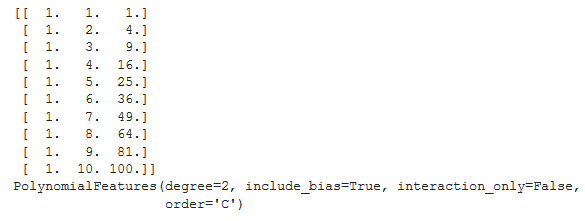 [[  1.   1.   1.]
 [  1.   2.   4.]
 [  1.   3.   9.]
 [  1.   4.  16.]
 [  1.   5.  25.]
 [  1.   6.  36.]
 [  1.   7.  49.]
 [  1.   8.  64.]
 [  1.   9.  81.]
 [  1.  10. 100.]]
PolynomialFeatures(degree=2, include_bias=True, interaction_only=False,
                   order='C')